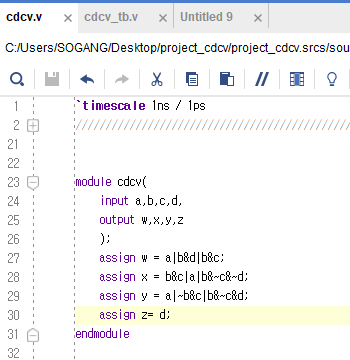 cdcv.v × cdcv_tb.v × Untitled 9 ×
C:/Users/SOGANG/Desktop/project_cdcv/project_cdcv.srcs/sou
1 `timescale 1ns / 1ps
2 //////////////////////////////////////////
21
22
23 module cdcv(
24 input a,b,c,d,
25 output w,x,y,z
26 );
27 assign w = a|b&d|b&c;
28 assign x = b&c|a|b&~c&~d;
29 assign y = a|~b&c|b&~c&d;
30 assign z= d;
31 endmodule